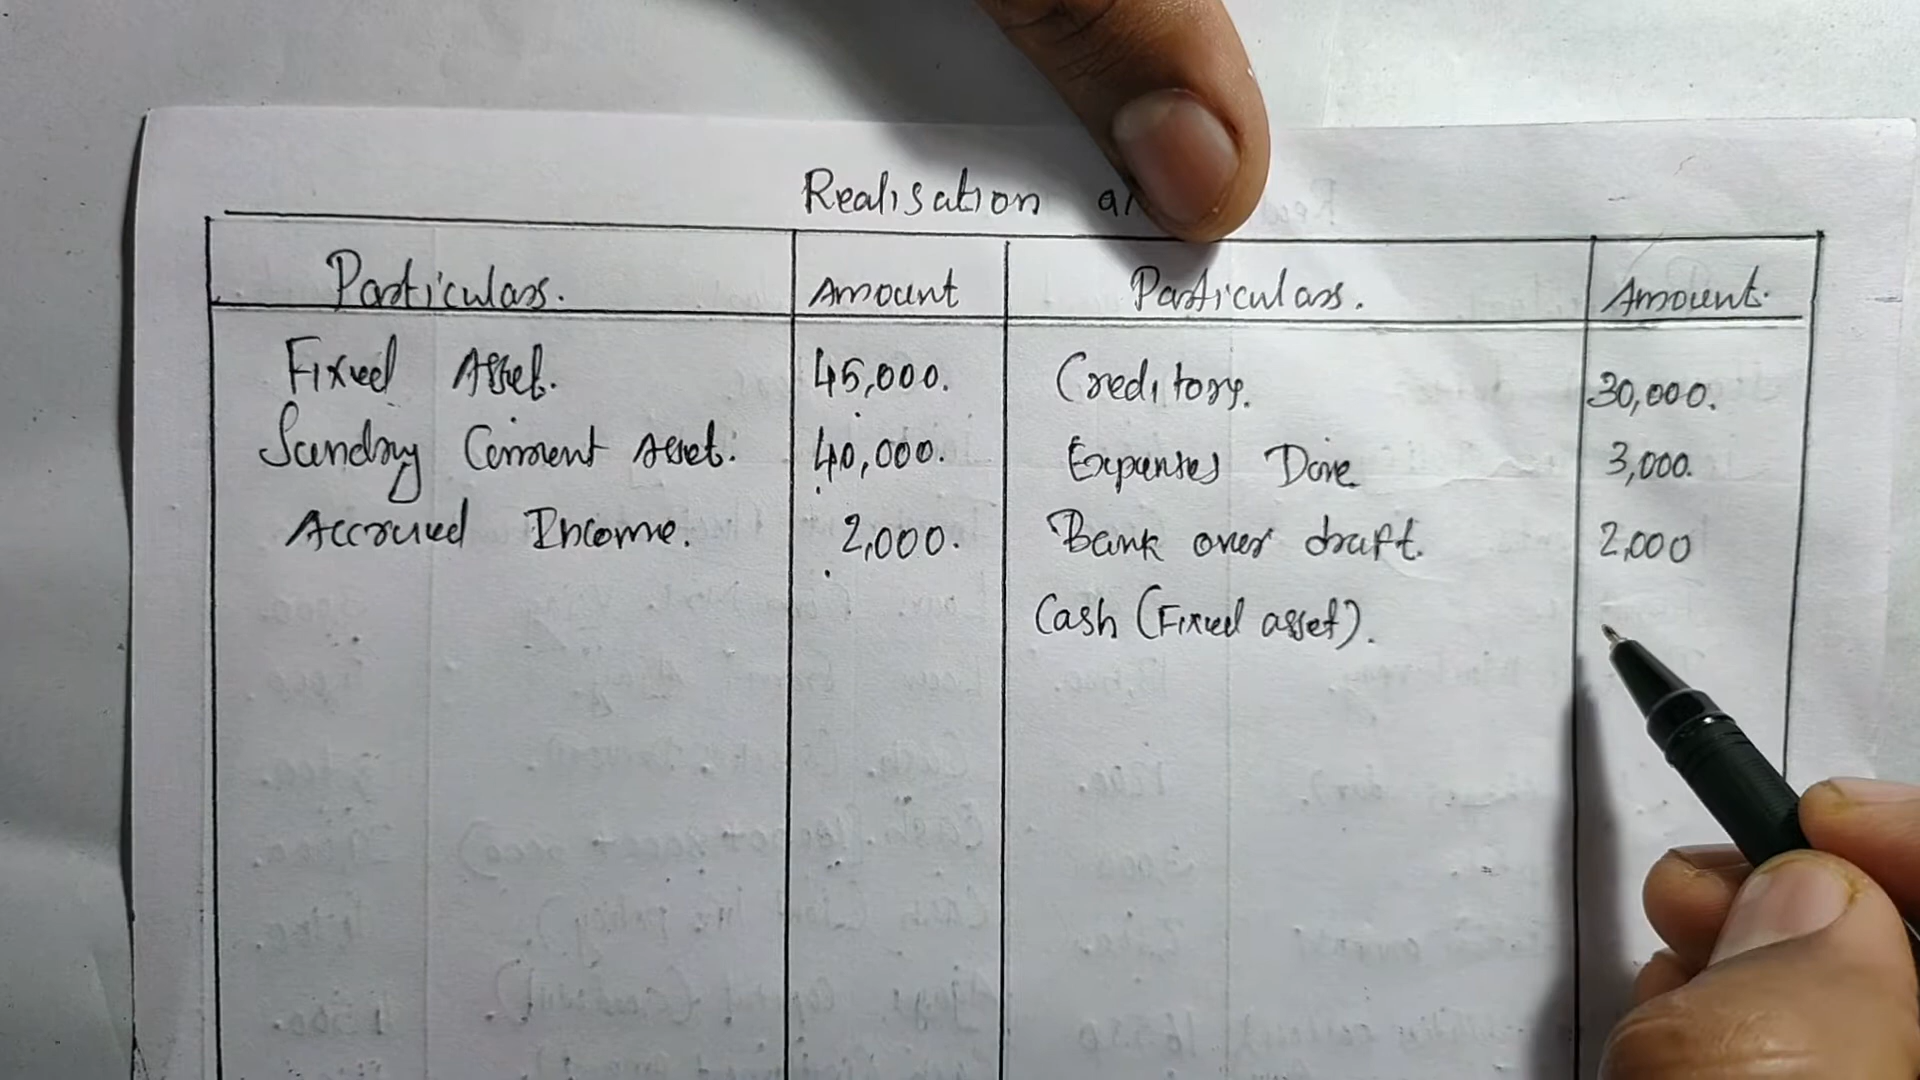 Realisation a/
Particulars. Amount Particulars. Amount.
Fixed Asset. 45,000. Creditors. 30,000.
Sundry Current Asset. 40,000. Expenses Due 3,000.
Accrued Income. 2,000. Bank over draft. 2,000
Cash (Fixed asset).